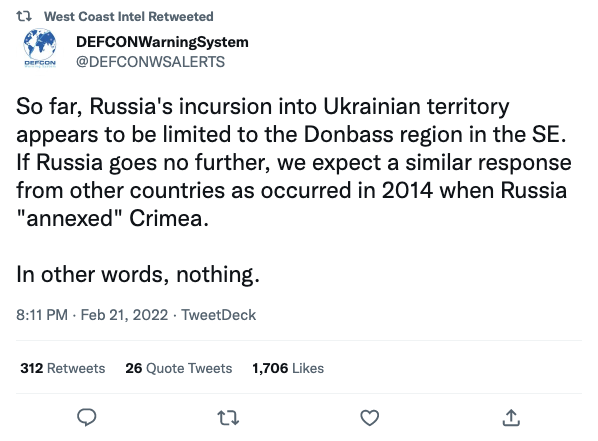 West Coast Intel Retweeted
DEFCONWarningSystem
DEFCON
@DEFCONWSALERTS
So far, Russia's incursion into Ukrainian territory
appears to be limited to the Donbass region in the SE.
If Russia goes no further, we expect a similar response
from other countries as occurred in 2014 when Russia
"annexed" Crimea.
In other words, nothing.
8:11 PM · Feb 21, 2022 · TweetDeck
312 Retweets 26 Quote Tweets 1,706 Likes